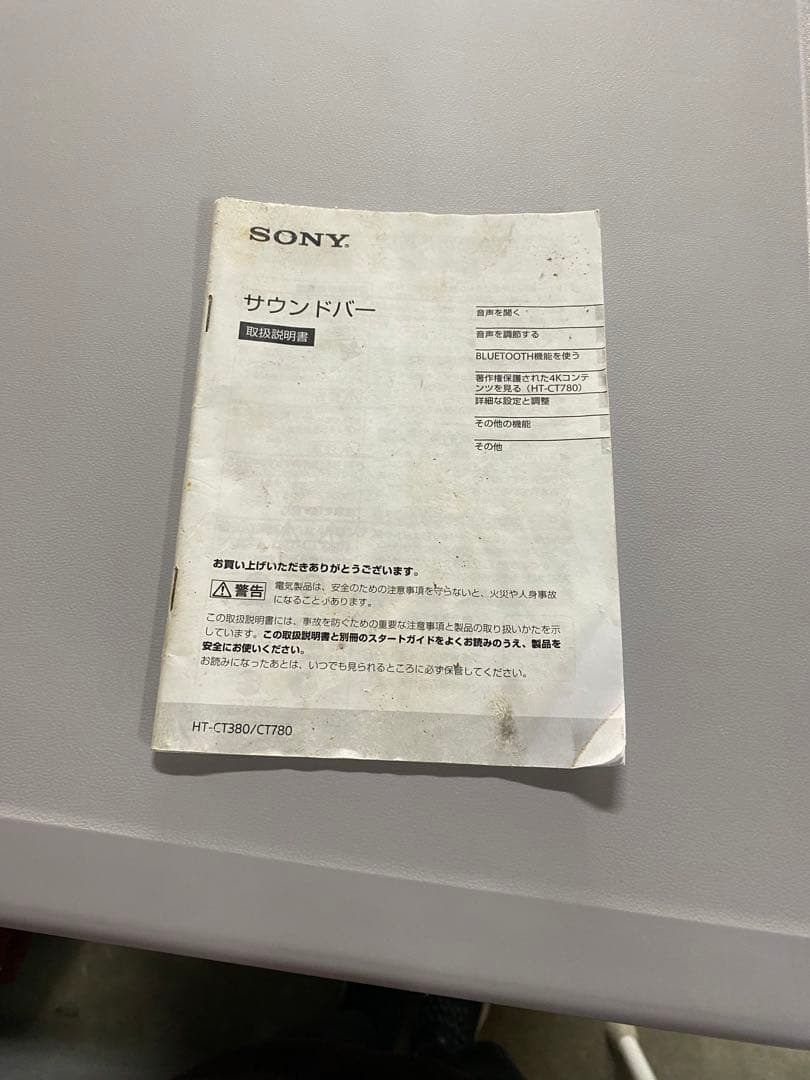 SONY
サウンドバー
取扱説明書
音声を聞く
音声を調節する
BLUETOOTH機能を使う
著作権保護された4Kコンテ
ンツを見る（HT-CT780）
詳細な設定と調整
その他の機能
その他
お買い上げいただきありがとうございます。
警告
電気製品は、安全のための注意事項を守らないと、火災や人身事故
になることがあります。
この取扱説明書には、事故を防ぐための重要な注意事項と製品の取り扱いかたを示
しています。この取扱説明書と別冊のスタートガイドをよくお読みのうえ、製品を
安全にお使いください。
お読みになったあとは、いつでも見られるところに必ず保管してください。
HT-CT380/CT780